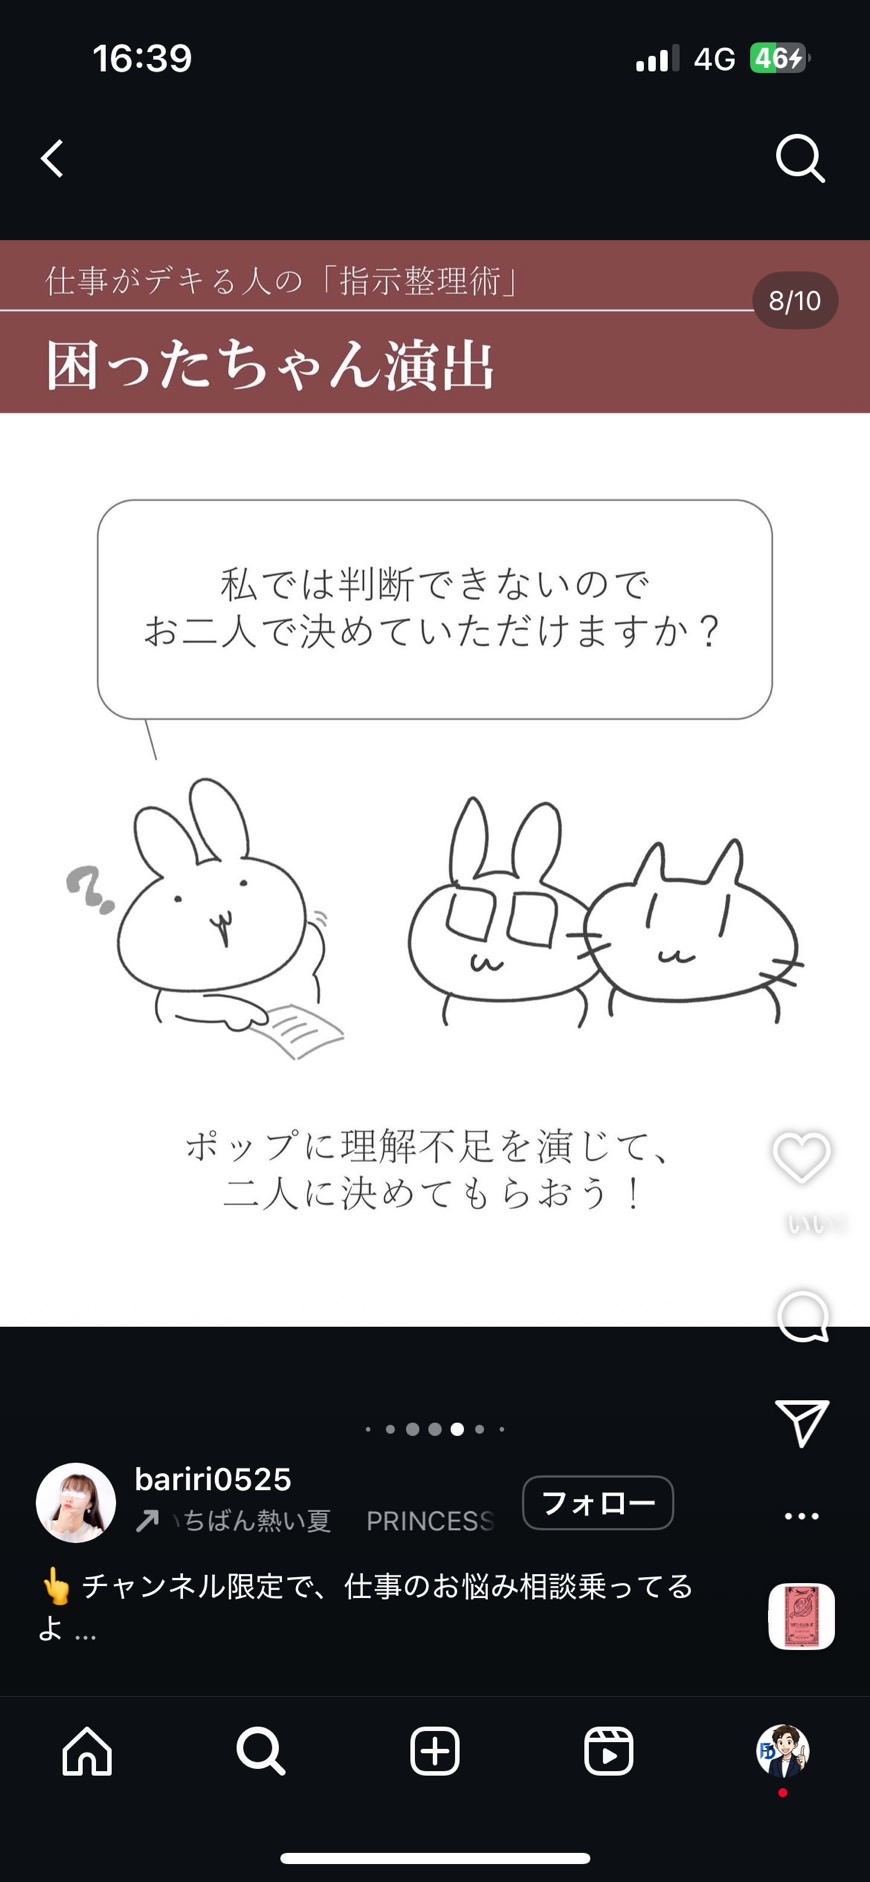 16:39
4G
46
仕事がデキる人の「指示整理術」
8/10
困ったちゃん演出
私では判断できないので
お二人で決めていただけますか？
?
ポップに理解不足を演じて、
二人に決めてもらおう！
bariri0525
フォロー
ちばん熱い夏 PRINCESS
👆 チャンネル限定で、仕事のお悩み相談乗ってる
よ ...